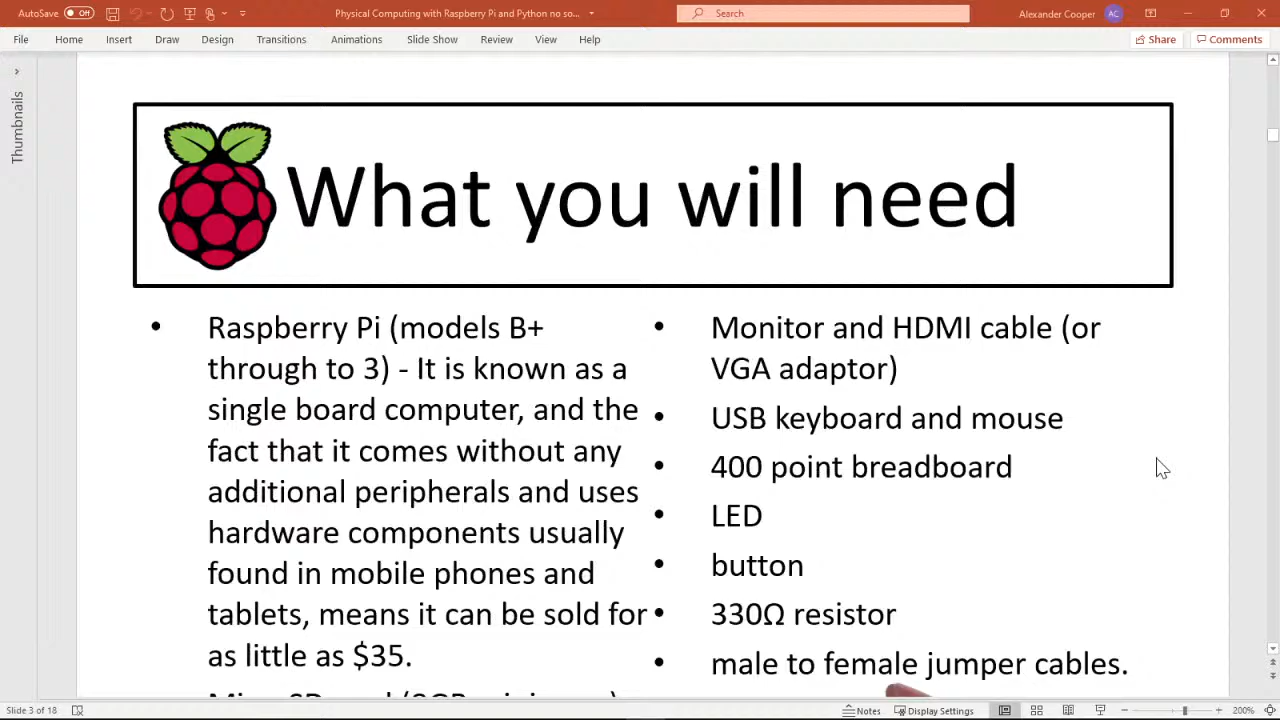 AutoSave Off
Physical Computing with Raspberry Pi and Python no so...
Search
Alexander Cooper AC
File Home Insert Draw Design Transitions Animations Slide Show Review View Help
Share Comments
Thumbnails
What you will need
• Raspberry Pi (models B+
through to 3) - It is known as a
single board computer, and the
fact that it comes without any
additional peripherals and uses
hardware components usually
found in mobile phones and
tablets, means it can be sold for
as little as $35.
• Monitor and HDMI cable (or
VGA adaptor)
• USB keyboard and mouse
• 400 point breadboard
• LED
• button
• 330Ω resistor
• male to female jumper cables.
Slide 3 of 18
Notes Display Settings 200%